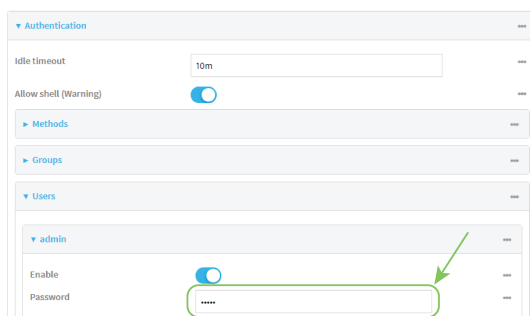 Authentication
Idle timeout
10m
Allow shell (Warning)
Methods
Groups
Users
admin
Enable
Password
•••••